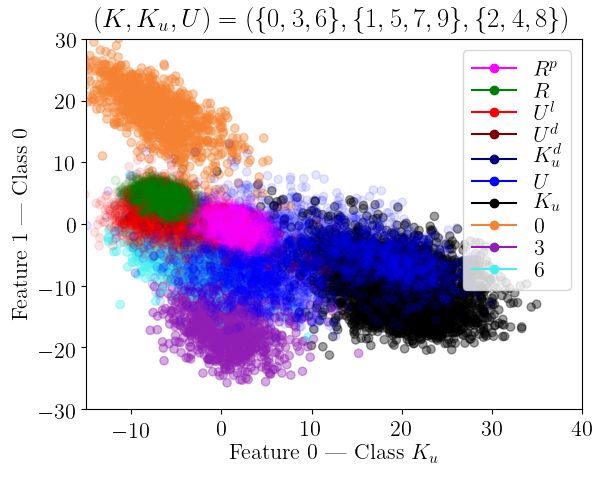 (K, K_u, U) = ({0, 3, 6}, {1, 5, 7, 9}, {2, 4, 8})
30
20
10
0
−10
−20
−30
Feature 1 — Class 0
R^p
R
U^l
U^d
K_u^d
U
K_u
0
3
6
−10 0 10 20 30 40
Feature 0 — Class K_u